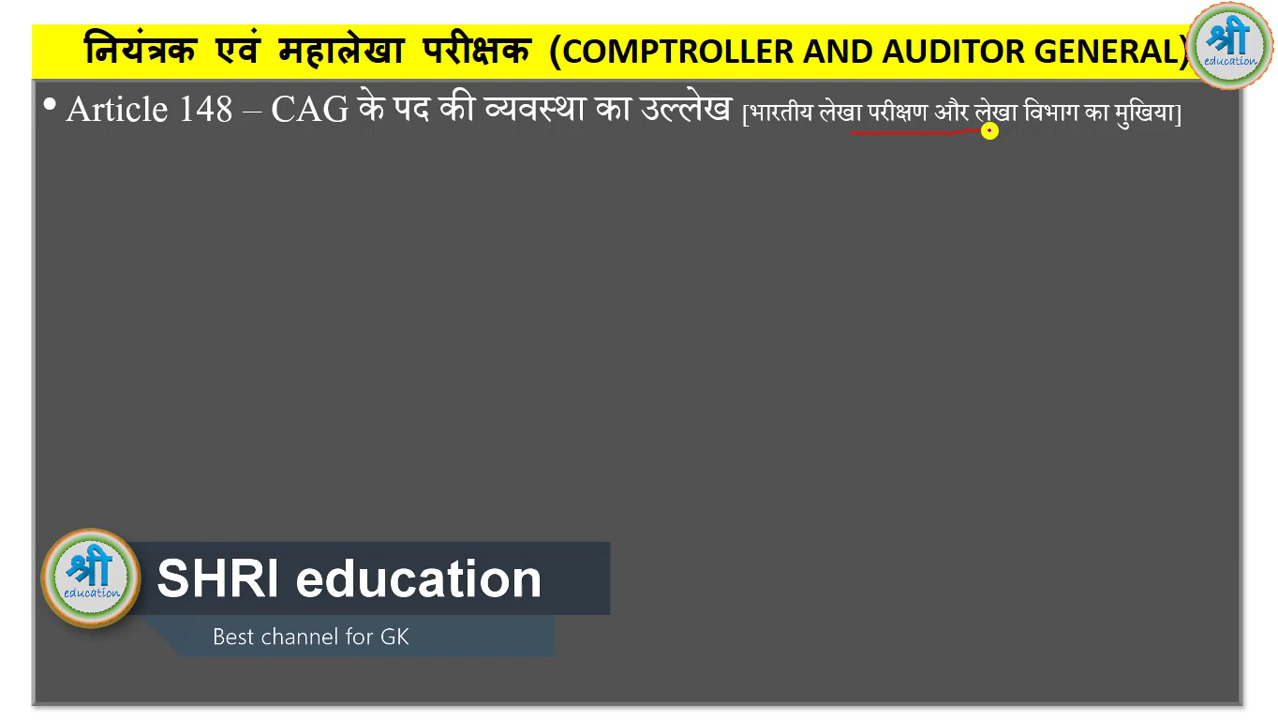 नियंत्रक एवं महालेखा परीक्षक (COMPTROLLER AND AUDITOR GENERAL)
श्री
education
• Article 148 – CAG के पद की व्यवस्था का उल्लेख [भारतीय लेखा परीक्षण और लेखा विभाग का मुखिया]
श्री
education
SHRI education
Best channel for GK